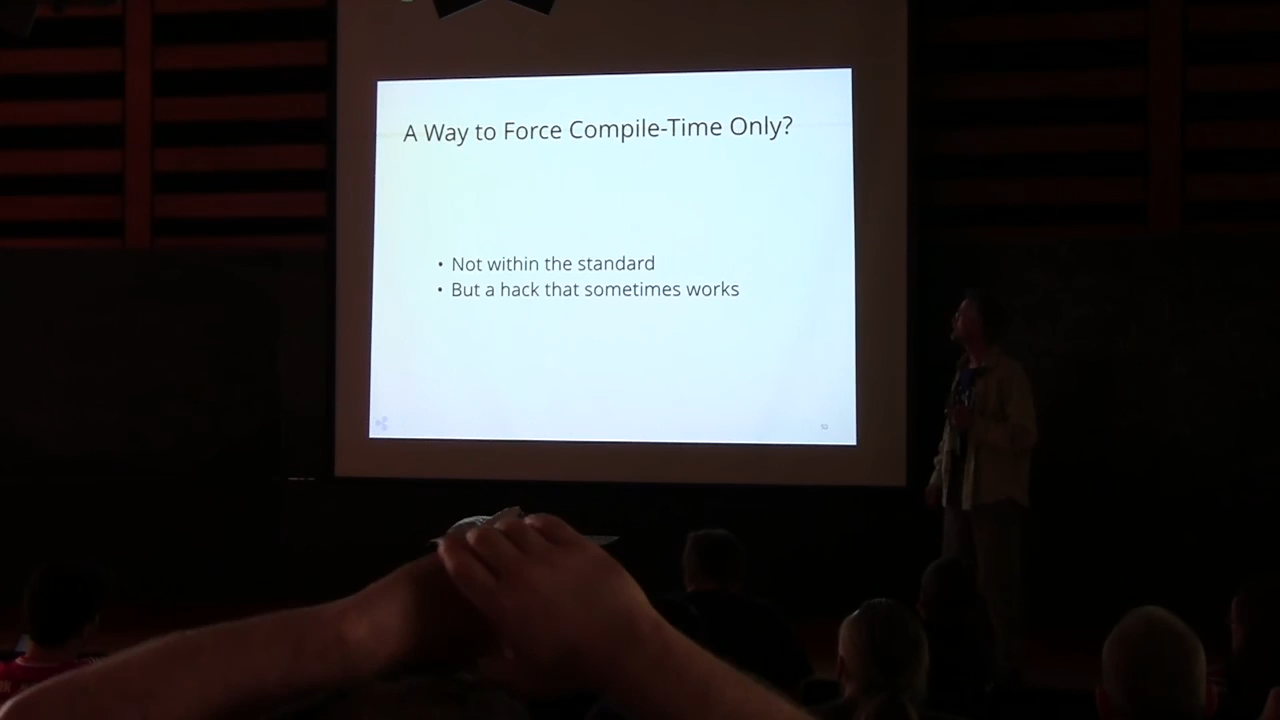 A Way to Force Compile-Time Only?
• Not within the standard
• But a hack that sometimes works